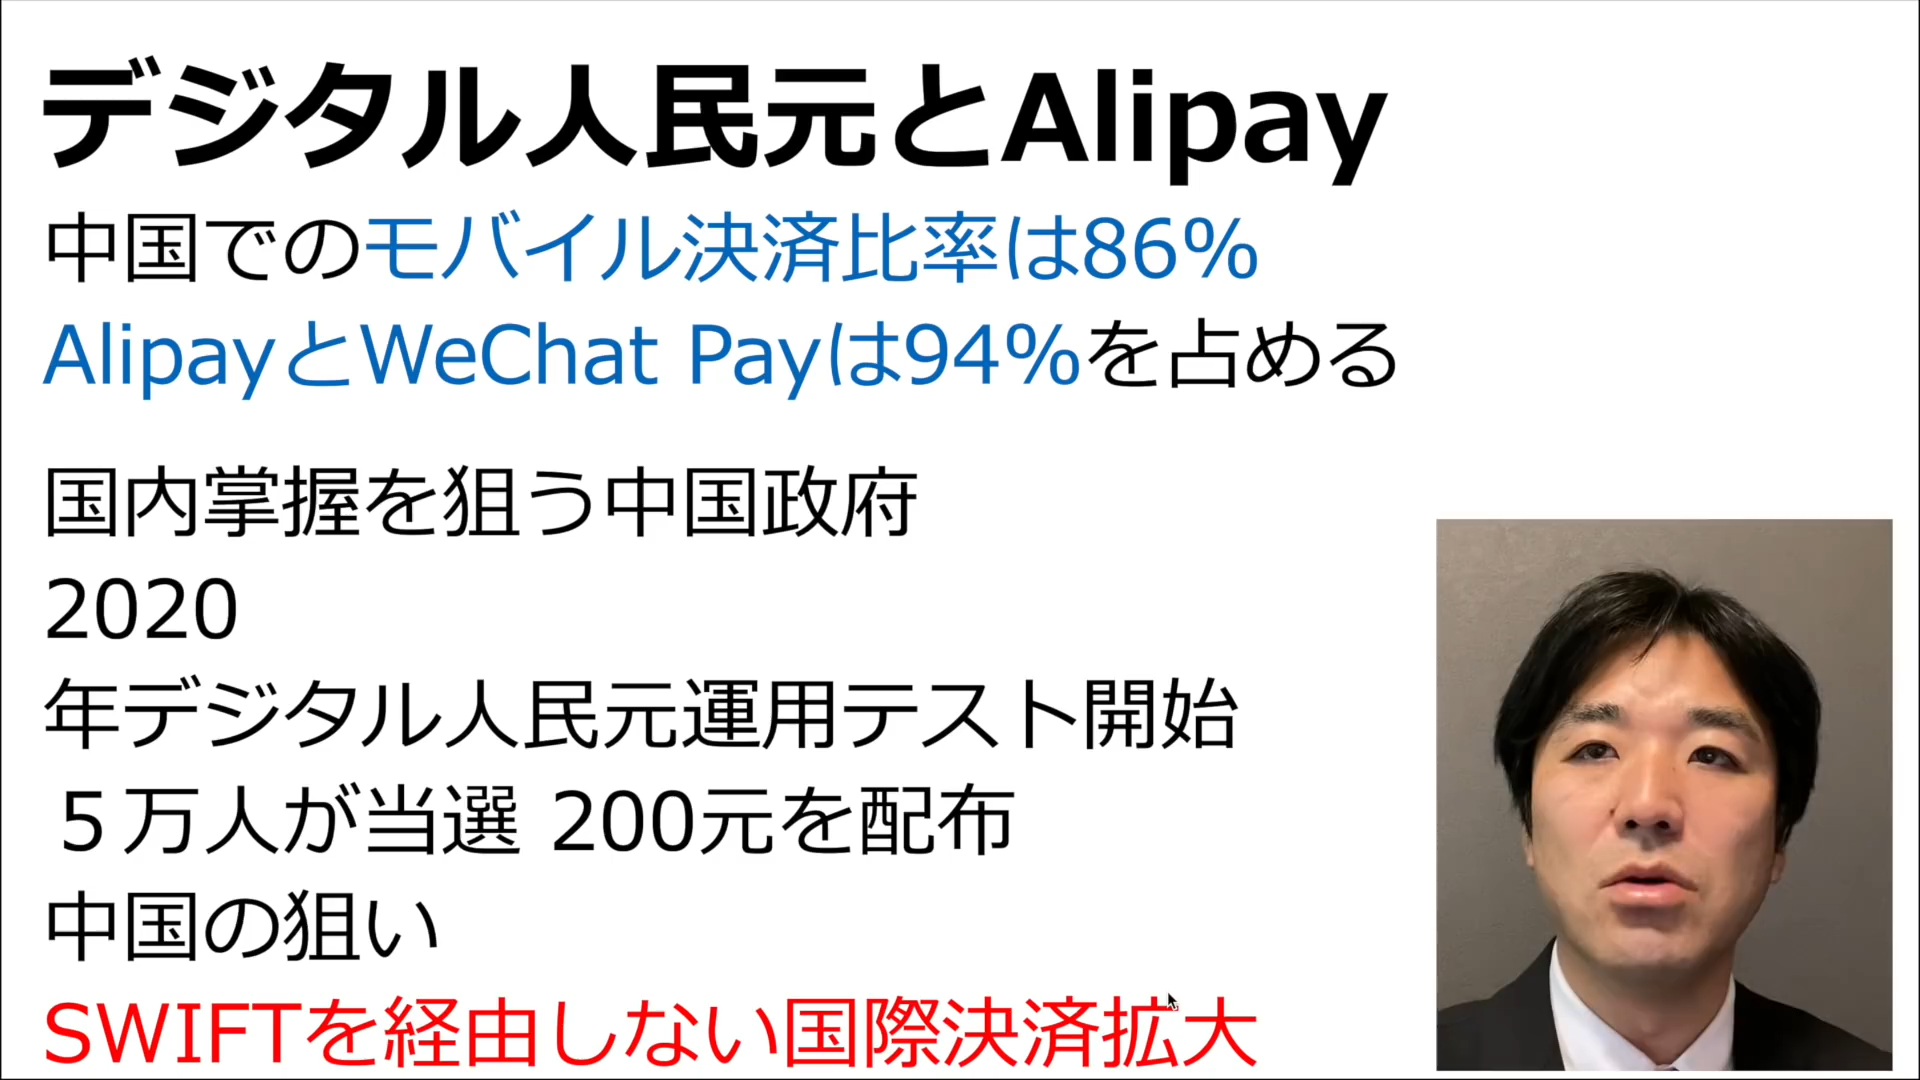 デジタル人民元とAlipay
中国でのモバイル決済比率は86%
AlipayとWeChat Payは94%を占める
国内掌握を狙う中国政府
2020
年デジタル人民元運用テスト開始
５万人が当選 200元を配布
中国の狙い
SWIFTを経由しない国際決済拡大